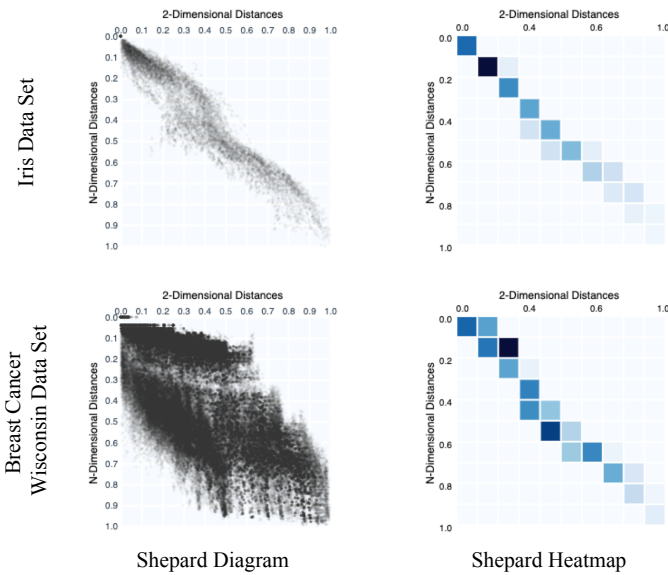 2-Dimensional Distances
0.0 0.1 0.2 0.3 0.4 0.5 0.6 0.7 0.8 0.9 1.0
0.0
0.1
0.2
0.3
0.4
0.5
0.6
0.7
0.8
0.9
1.0
N-Dimensional Distances
Iris Data Set
2-Dimensional Distances
0.0 0.4 0.6 1.0
0.0
0.2
0.4
0.6
1.0
N-Dimensional Distances
2-Dimensional Distances
0.0 0.1 0.2 0.3 0.4 0.5 0.6 0.7 0.8 0.9 1.0
0.0
0.1
0.2
0.3
0.4
0.5
0.6
0.7
0.8
0.9
1.0
N-Dimensional Distances
Breast Cancer
Wisconsin Data Set
2-Dimensional Distances
0.0 0.4 0.6 1.0
0.0
0.2
0.4
0.6
1.0
N-Dimensional Distances
Shepard Diagram
Shepard Heatmap